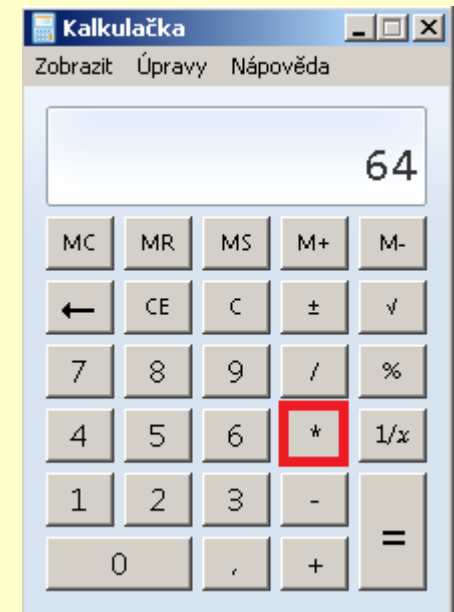 Kalkulačka
Zobrazit Úpravy Nápověda
64
MC MR MS M+ M-
← CE C ± √
7 8 9 / %
4 5 6 * 1/x
1 2 3 - =
0 , +